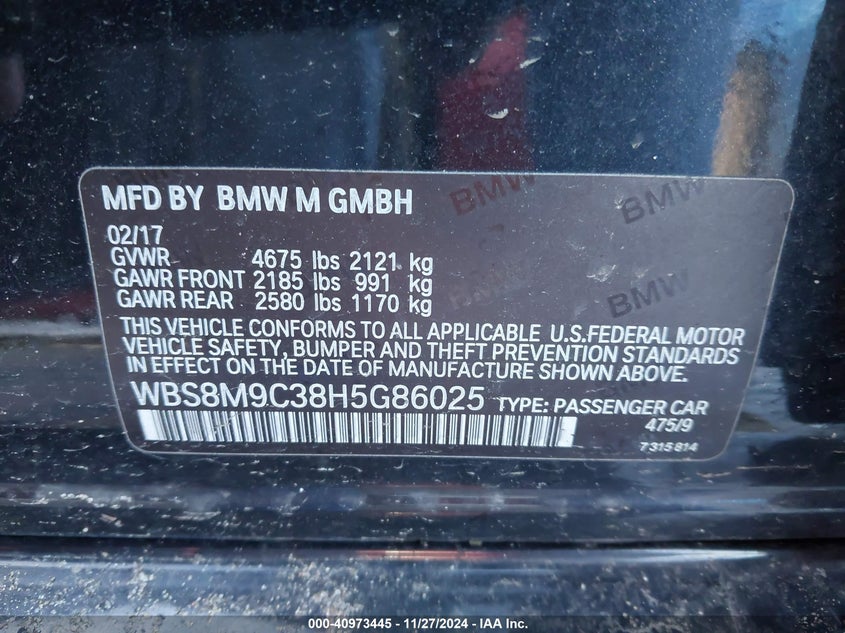 MFD BY BMW M GMBH
02/17
GVWR 4675 lbs 2121 kg
GAWR FRONT 2185 lbs 991 kg
GAWR REAR 2580 lbs 1170 kg
THIS VEHICLE CONFORMS TO ALL APPLICABLE U.S.FEDERAL MOTOR
VEHICLE SAFETY, BUMPER AND THEFT PREVENTION STANDARDS
IN EFFECT ON THE DATE OF MANUFACTURE SHOWN ABOVE.
WBS8M9C38H5G86025 TYPE: PASSENGER CAR
475/9
7315814
BMW
BMW
BMW
000-40973445 - 11/27/2024 - IAA Inc.